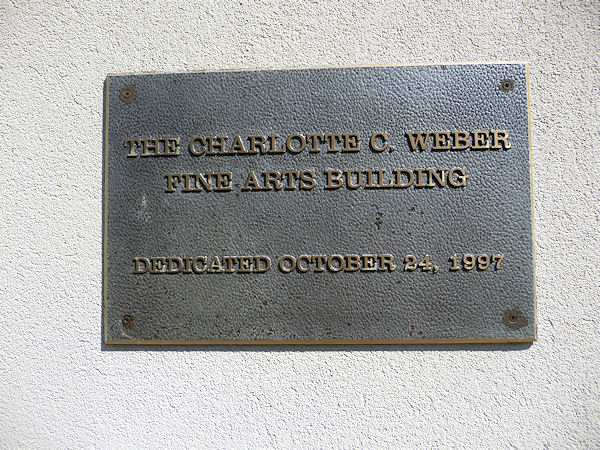 THE CHARLOTTE C. WEBER
FINE ARTS BUILDING
DEDICATED OCTOBER 24, 1997